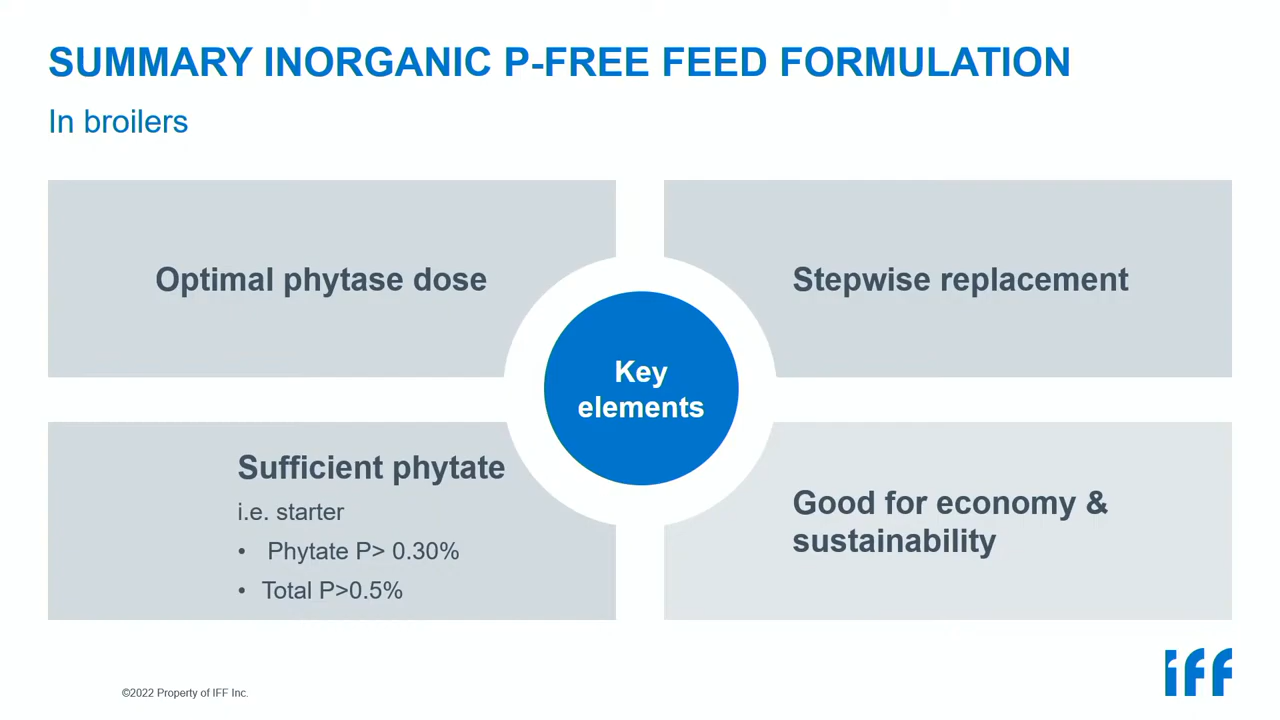 SUMMARY INORGANIC P-FREE FEED FORMULATION
In broilers
Optimal phytase dose
Stepwise replacement
Key
elements
Sufficient phytate
i.e. starter
• Phytate P> 0.30%
• Total P>0.5%
Good for economy &
sustainability
©2022 Property of IFF Inc.
iff